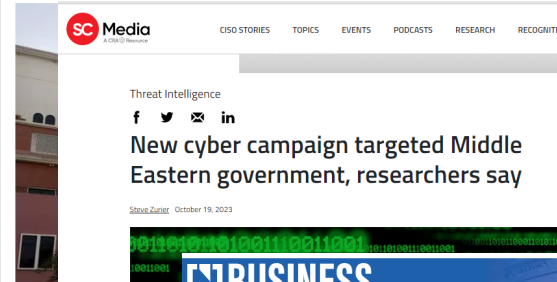 SC Media
A CRA Resource
CISO STORIES TOPICS EVENTS PODCASTS RESEARCH
Threat Intelligence
New cyber campaign targeted Middle
Eastern government, researchers say
Steve Zurier October 19, 2023
BUSINESS